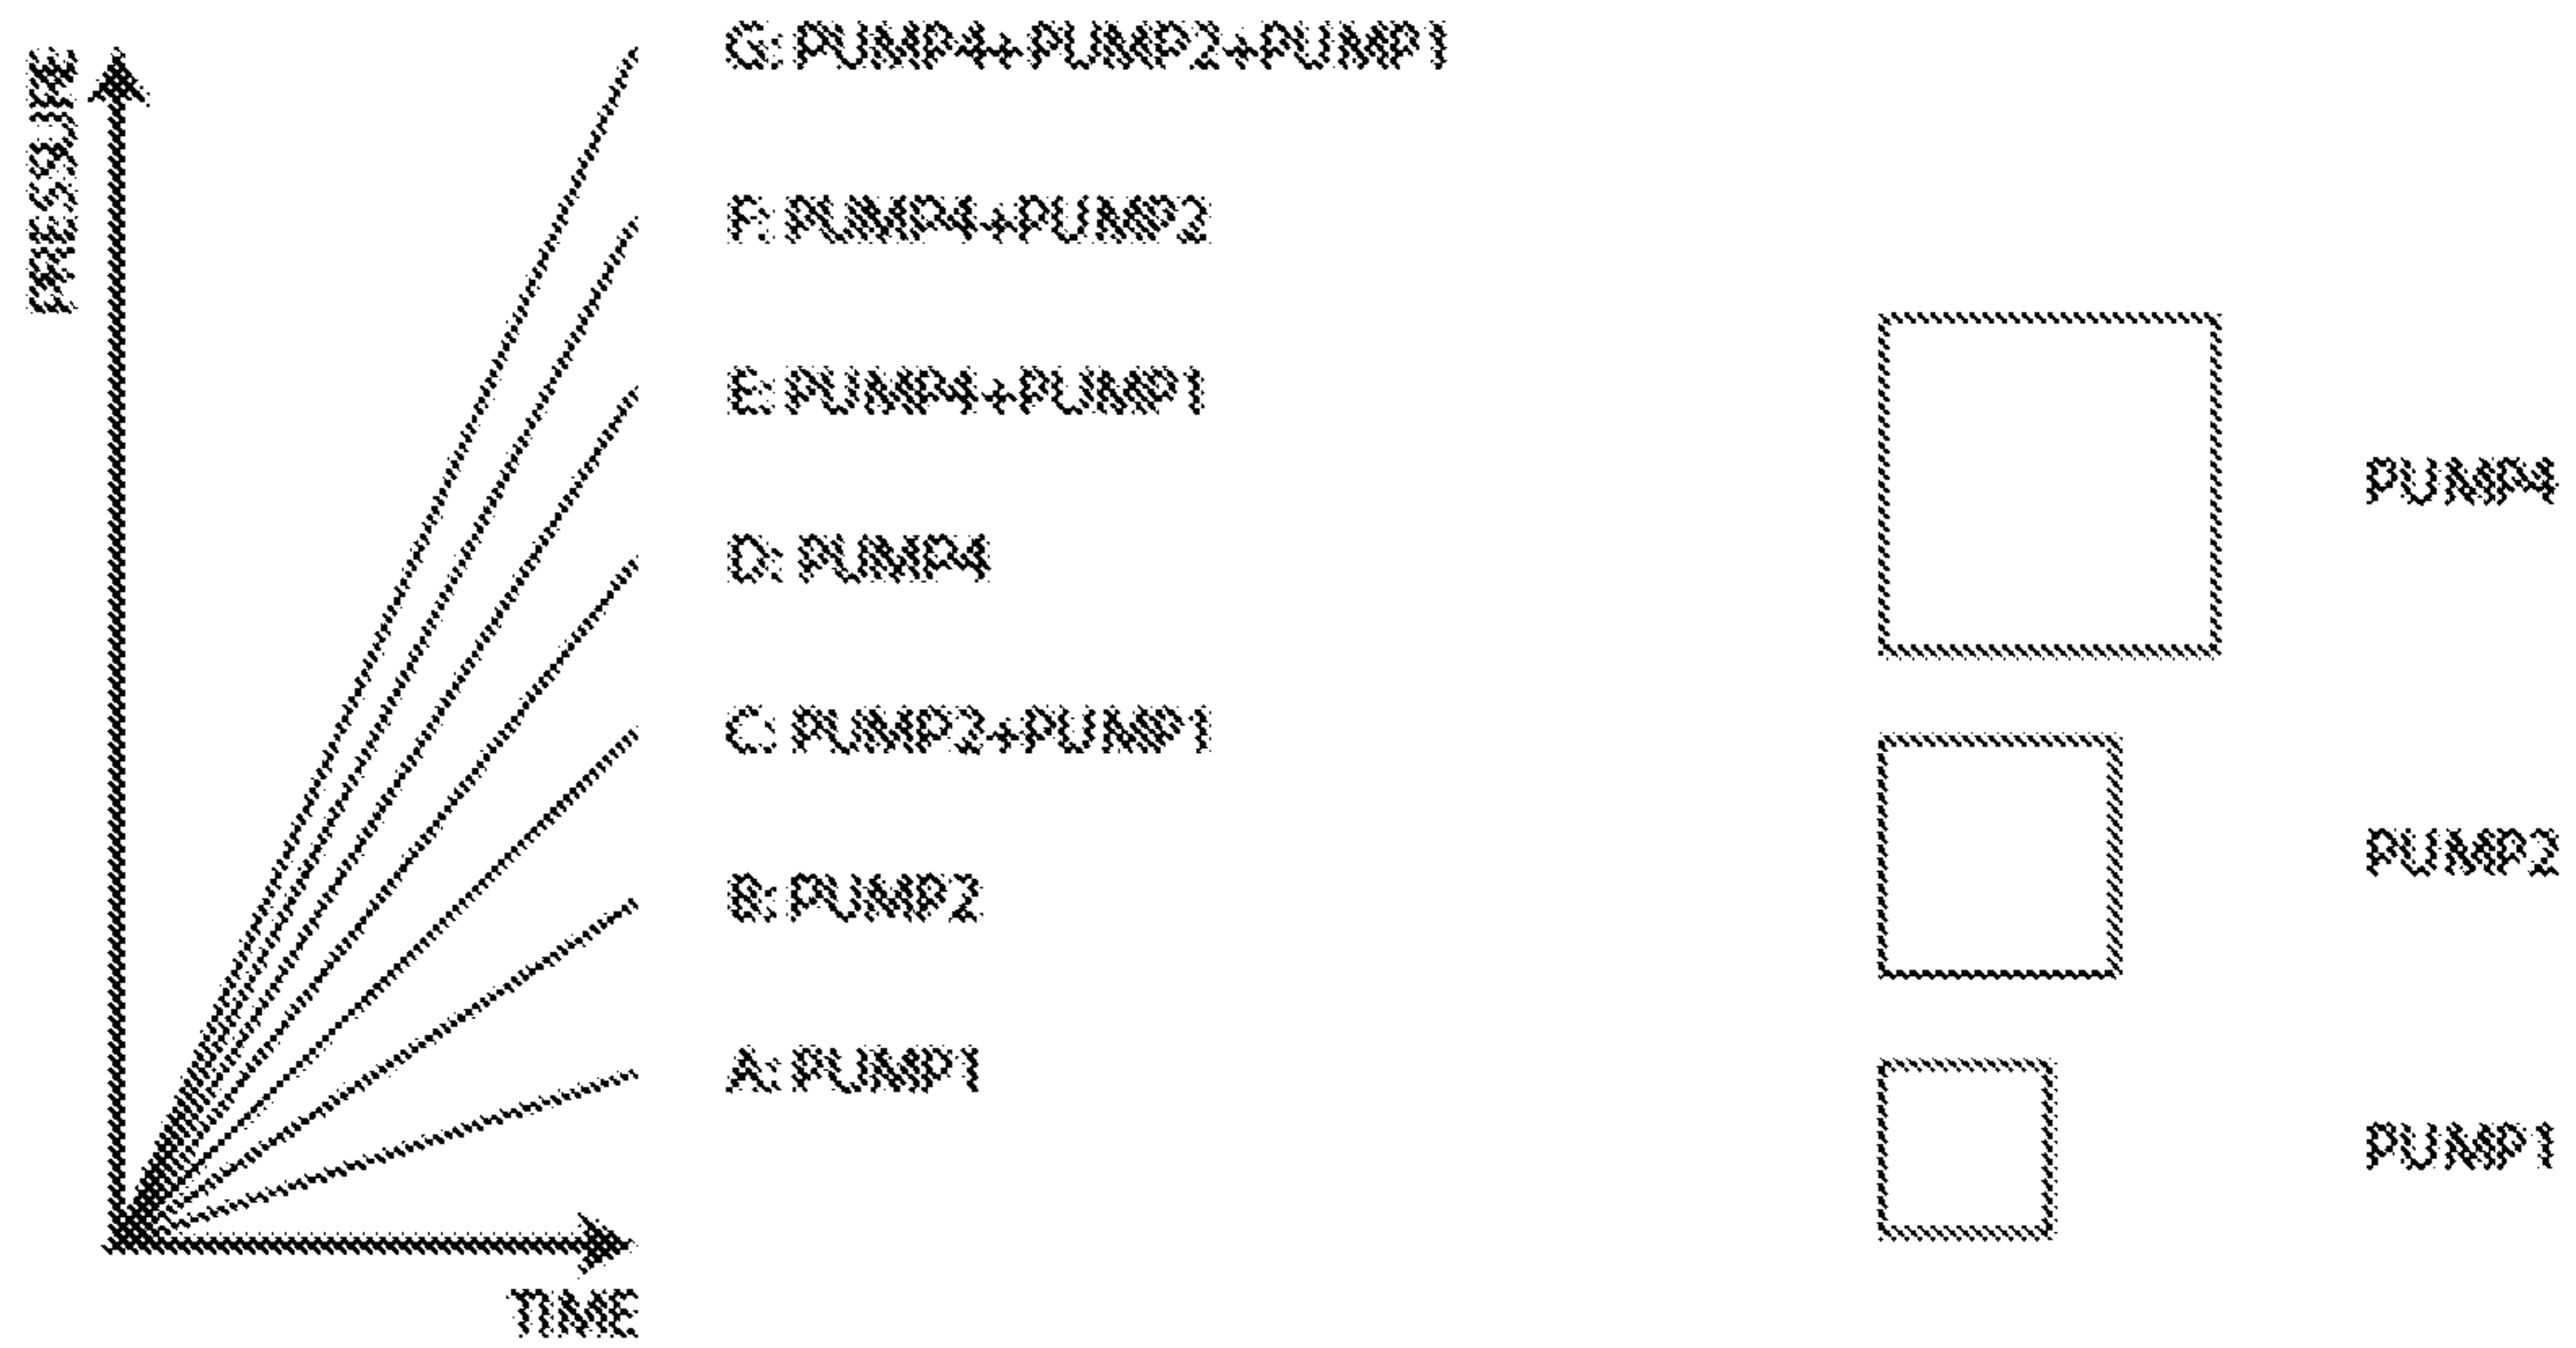 PRESSURE
G: PUMP4+PUMP2+PUMP1
F: PUMP4+PUMP2
E: PUMP4+PUMP1
D: PUMP4
C: PUMP2+PUMP1
B: PUMP2
A: PUMP1
TIME
PUMP4
PUMP2
PUMP1